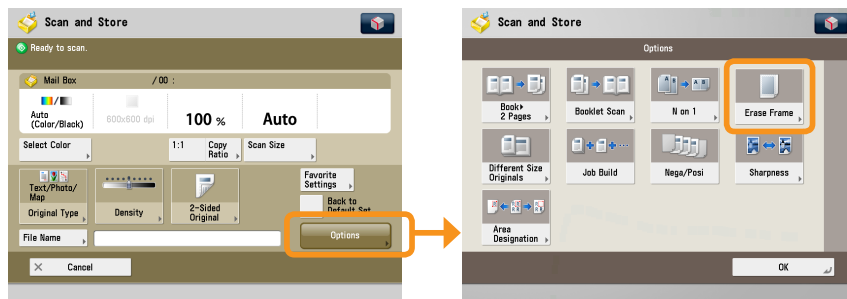 Scan and Store
Ready to scan.
Mail Box /00 :
Auto
(Color/Black)
600x600 dpi
100 %
Auto
Select Color
1:1 Copy
Ratio
Scan Size
Text/Photo/
Map
Original Type
Density
2-Sided
Original
Favorite
Settings
Back to
Default Set
File Name
Options
Cancel
Scan and Store
Options
Book▸
2 Pages
Booklet Scan
N on 1
Erase Frame
Different Size
Originals
Job Build
Nega/Posi
Sharpness
Area
Designation
OK